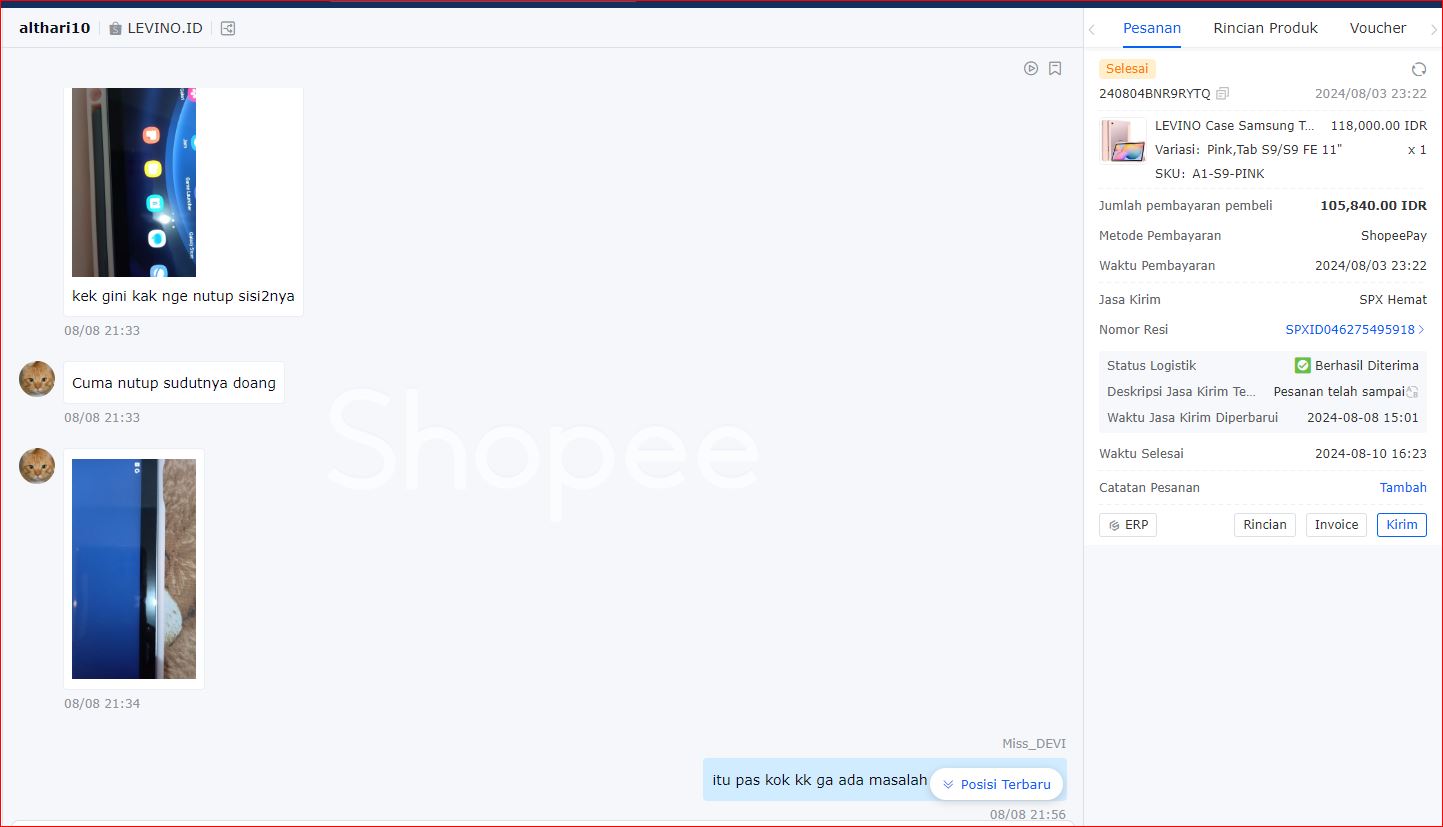 althari10
LEVINO.ID
kek gini kak nge nutup sisi2nya
08/08 21:33
Cuma nutup sudutnya doang
08/08 21:33
08/08 21:34
Shopee
Miss_DEVI
itu pas kok kk ga ada masalah
Posisi Terbaru
08/08 21:56
Pesanan Rincian Produk Voucher
Selesai
240804BNR9RYTQ 2024/08/03 23:22
LEVINO Case Samsung T... 118,000.00 IDR
Variasi: Pink,Tab S9/S9 FE 11" x 1
SKU: A1-S9-PINK
Jumlah pembayaran pembeli 105,840.00 IDR
Metode Pembayaran ShopeePay
Waktu Pembayaran 2024/08/03 23:22
Jasa Kirim SPX Hemat
Nomor Resi SPXID046275495918
Status Logistik Berhasil Diterima
Deskripsi Jasa Kirim Te... Pesanan telah sampai
Waktu Jasa Kirim Diperbarui 2024-08-08 15:01
Waktu Selesai 2024-08-10 16:23
Catatan Pesanan Tambah
ERP Rincian Invoice Kirim